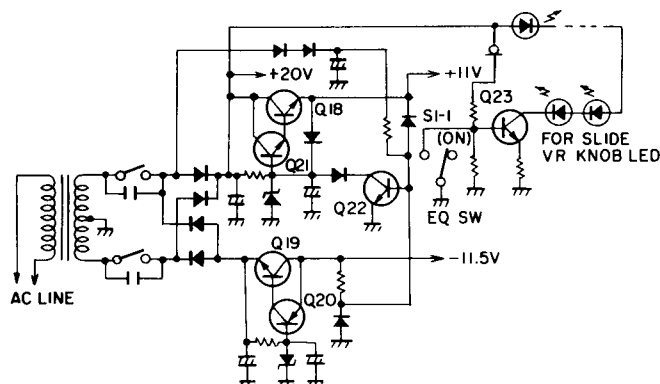 +20V
+11V
Q18
Q23
S1-1
(ON)
Q21
FOR SLIDE
VR KNOB LED
Q22
EQ SW
Q19
-11.5V
Q20
AC LINE